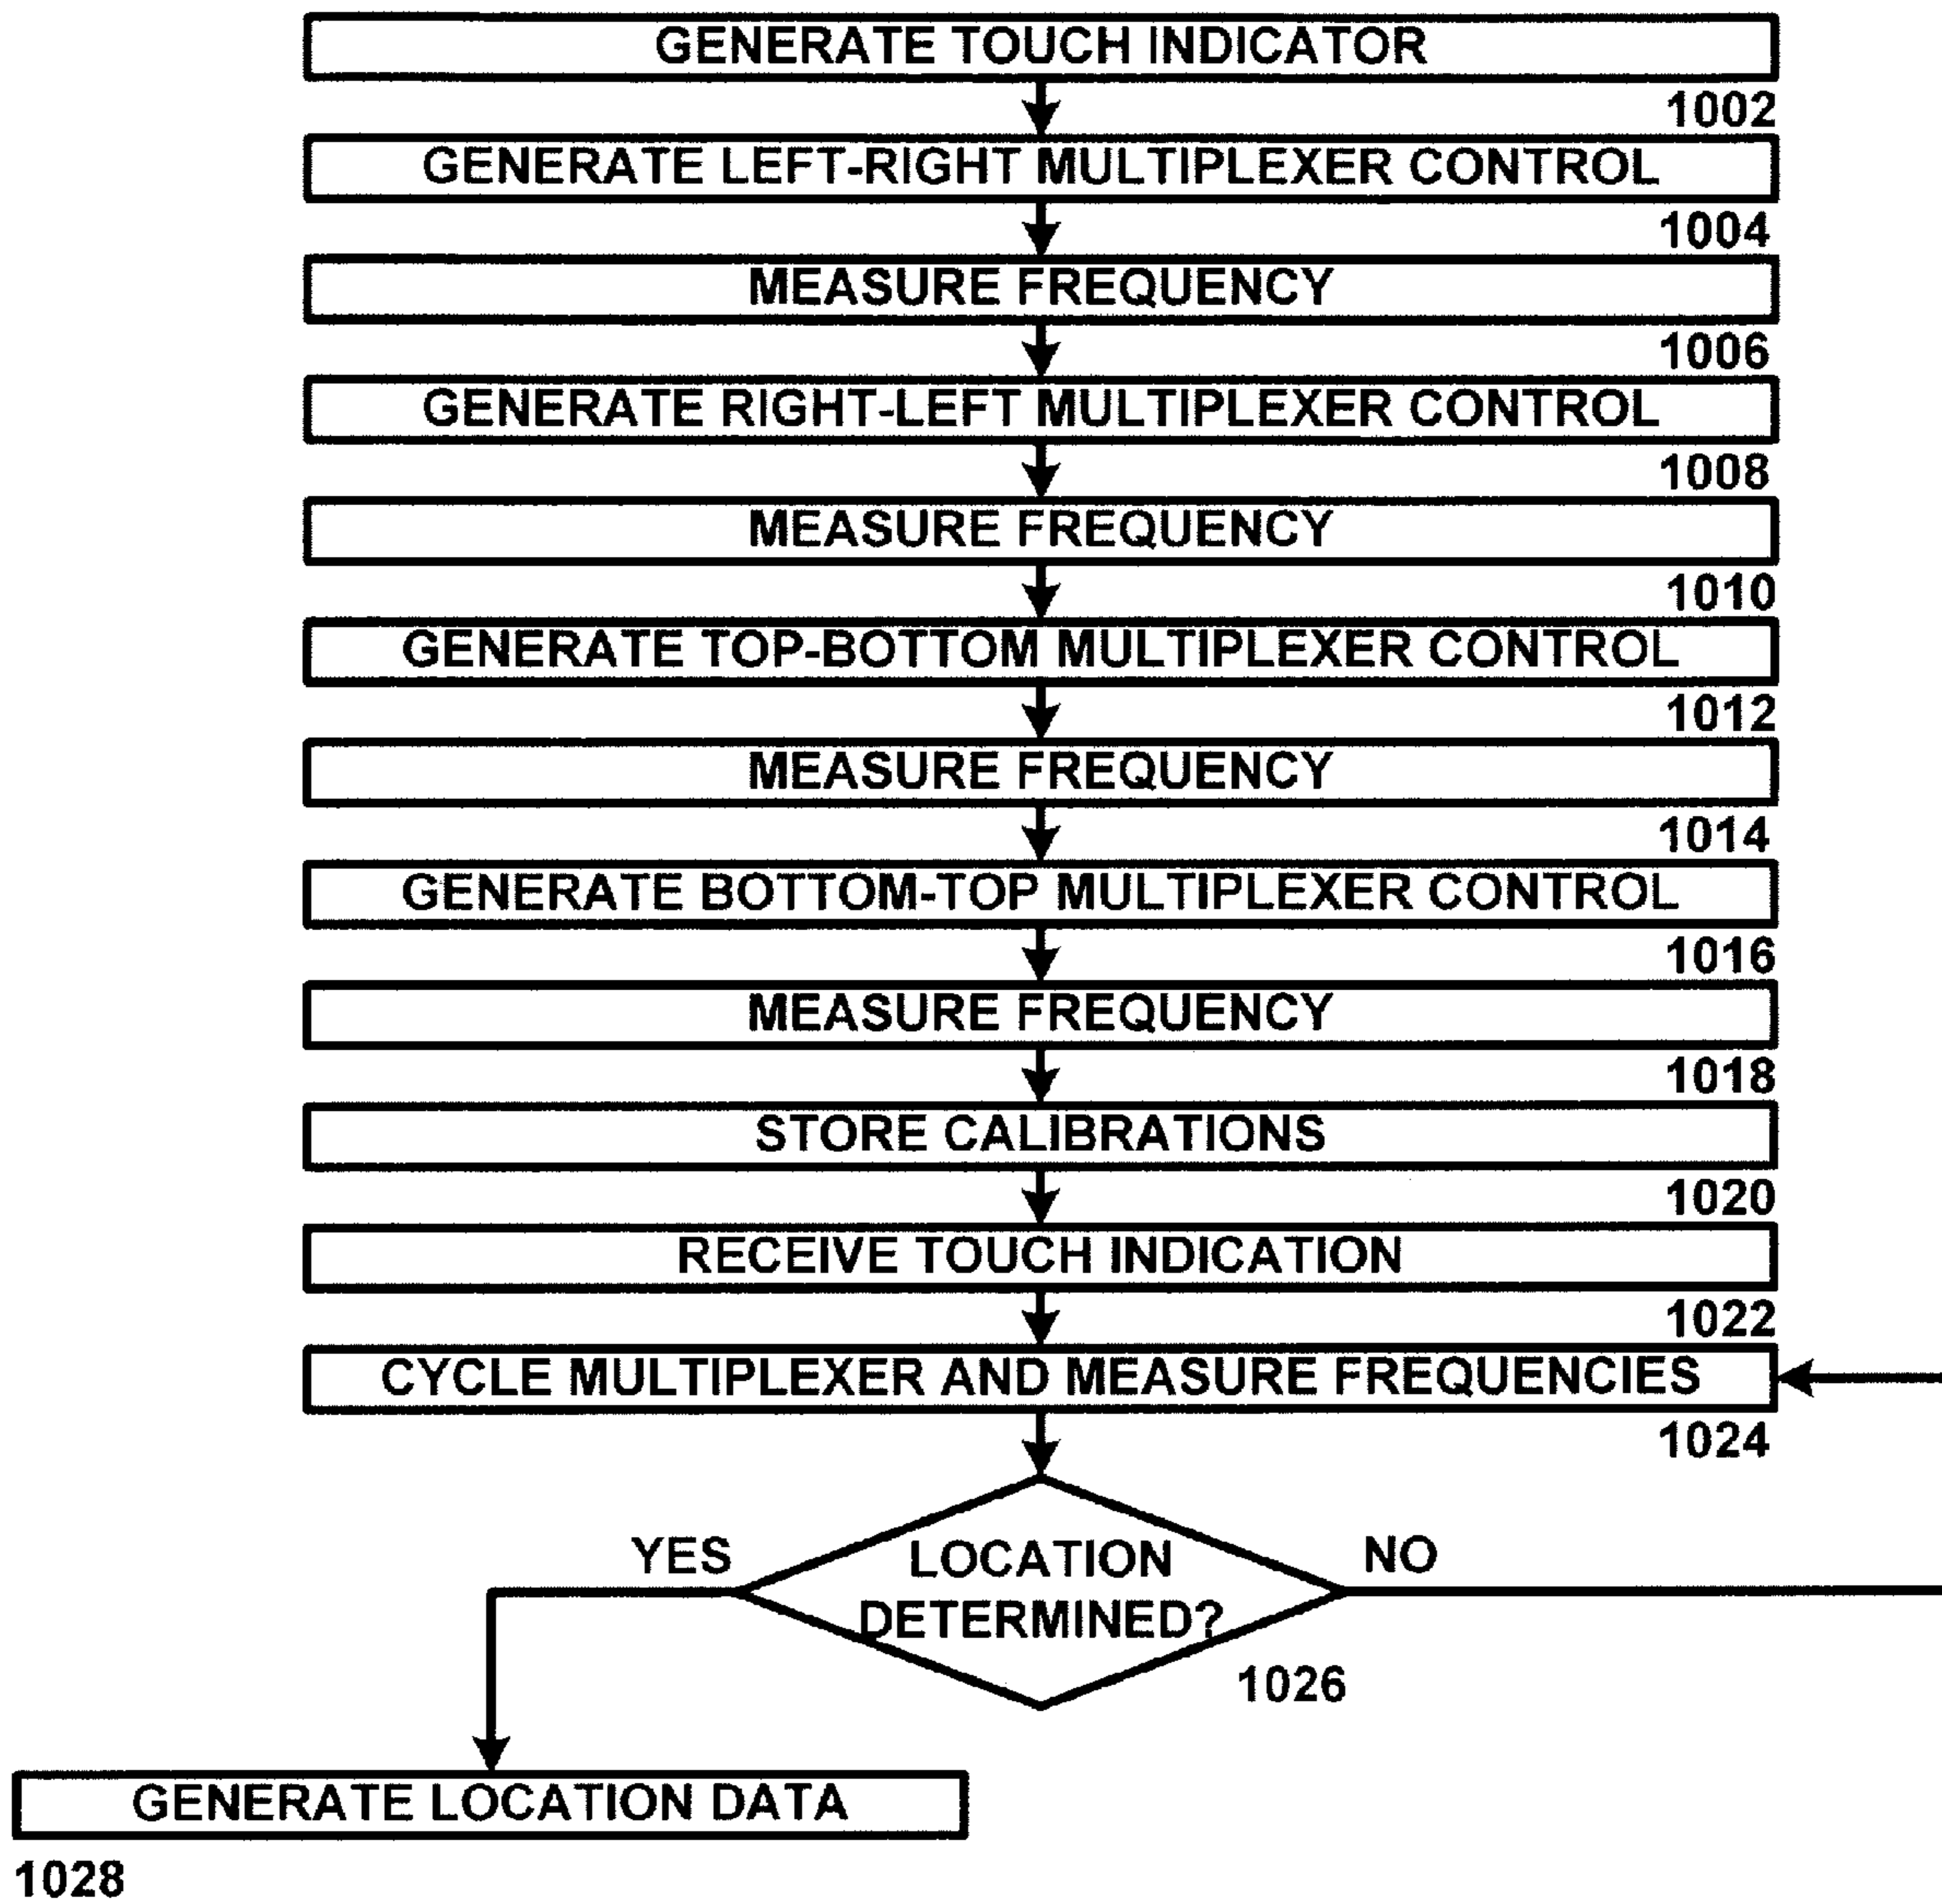 GENERATE TOUCH INDICATOR
1002
GENERATE LEFT-RIGHT MULTIPLEXER CONTROL
1004
MEASURE FREQUENCY
1006
GENERATE RIGHT-LEFT MULTIPLEXER CONTROL
1008
MEASURE FREQUENCY
1010
GENERATE TOP-BOTTOM MULTIPLEXER CONTROL
1012
MEASURE FREQUENCY
1014
GENERATE BOTTOM-TOP MULTIPLEXER CONTROL
1016
MEASURE FREQUENCY
1018
STORE CALIBRATIONS
1020
RECEIVE TOUCH INDICATION
1022
CYCLE MULTIPLEXER AND MEASURE FREQUENCIES
1024
YES
LOCATION
DETERMINED?
NO
1026
GENERATE LOCATION DATA
1028